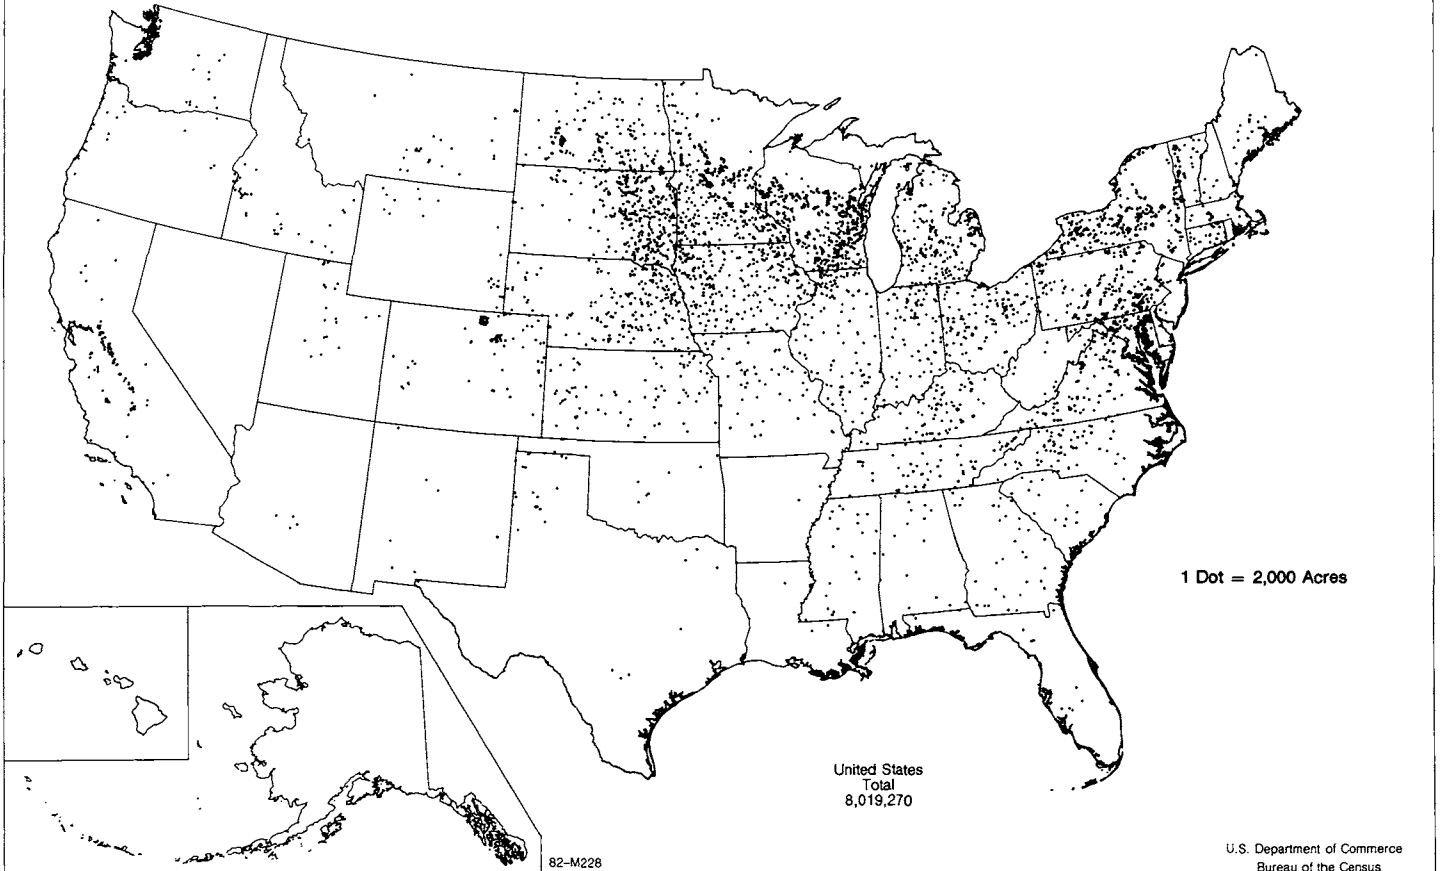 1 Dot = 2,000 Acres
United States
Total
8,019,270
82-M228
U.S. Department of Commerce
Bureau of the Census